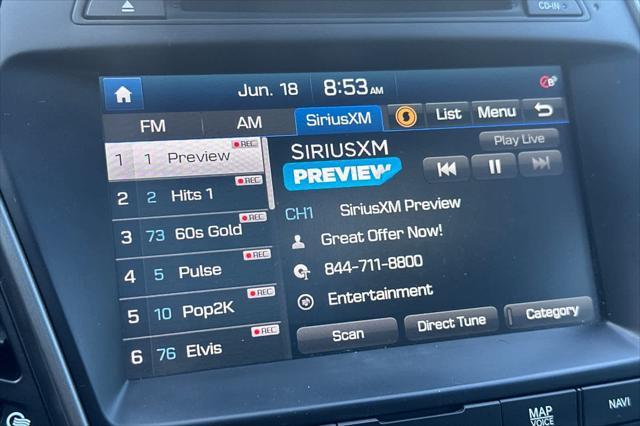 CD-IN
Jun. 18 8:53 AM
FM AM SiriusXM List Menu
1 1 Preview REC
2 2 Hits 1 REC
3 73 60s Gold REC
4 5 Pulse REC
5 10 Pop2K REC
6 76 Elvis REC
SIRIUSXM
PREVIEW
Play Live
CH1 SiriusXM Preview
Great Offer Now!
844-711-8800
Entertainment
Scan Direct Tune Category
MAP
VOICE
NAVI